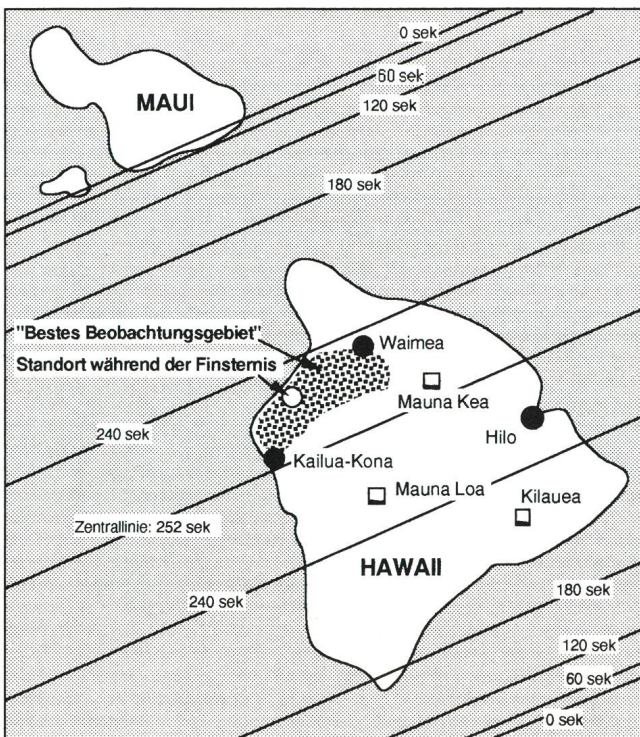 0 sek
60 sek
MAUI
120 sek
180 sek
"Bestes Beobachtungsgebiet"
Waimea
Standort während der Finsternis
Mauna Kea
240 sek
Hilo
Kailua-Kona
Mauna Loa
Kilauea
Zentrallinie: 252 sek
HAWAII
180 sek
240 sek
120 sek
60 sek
0 sek